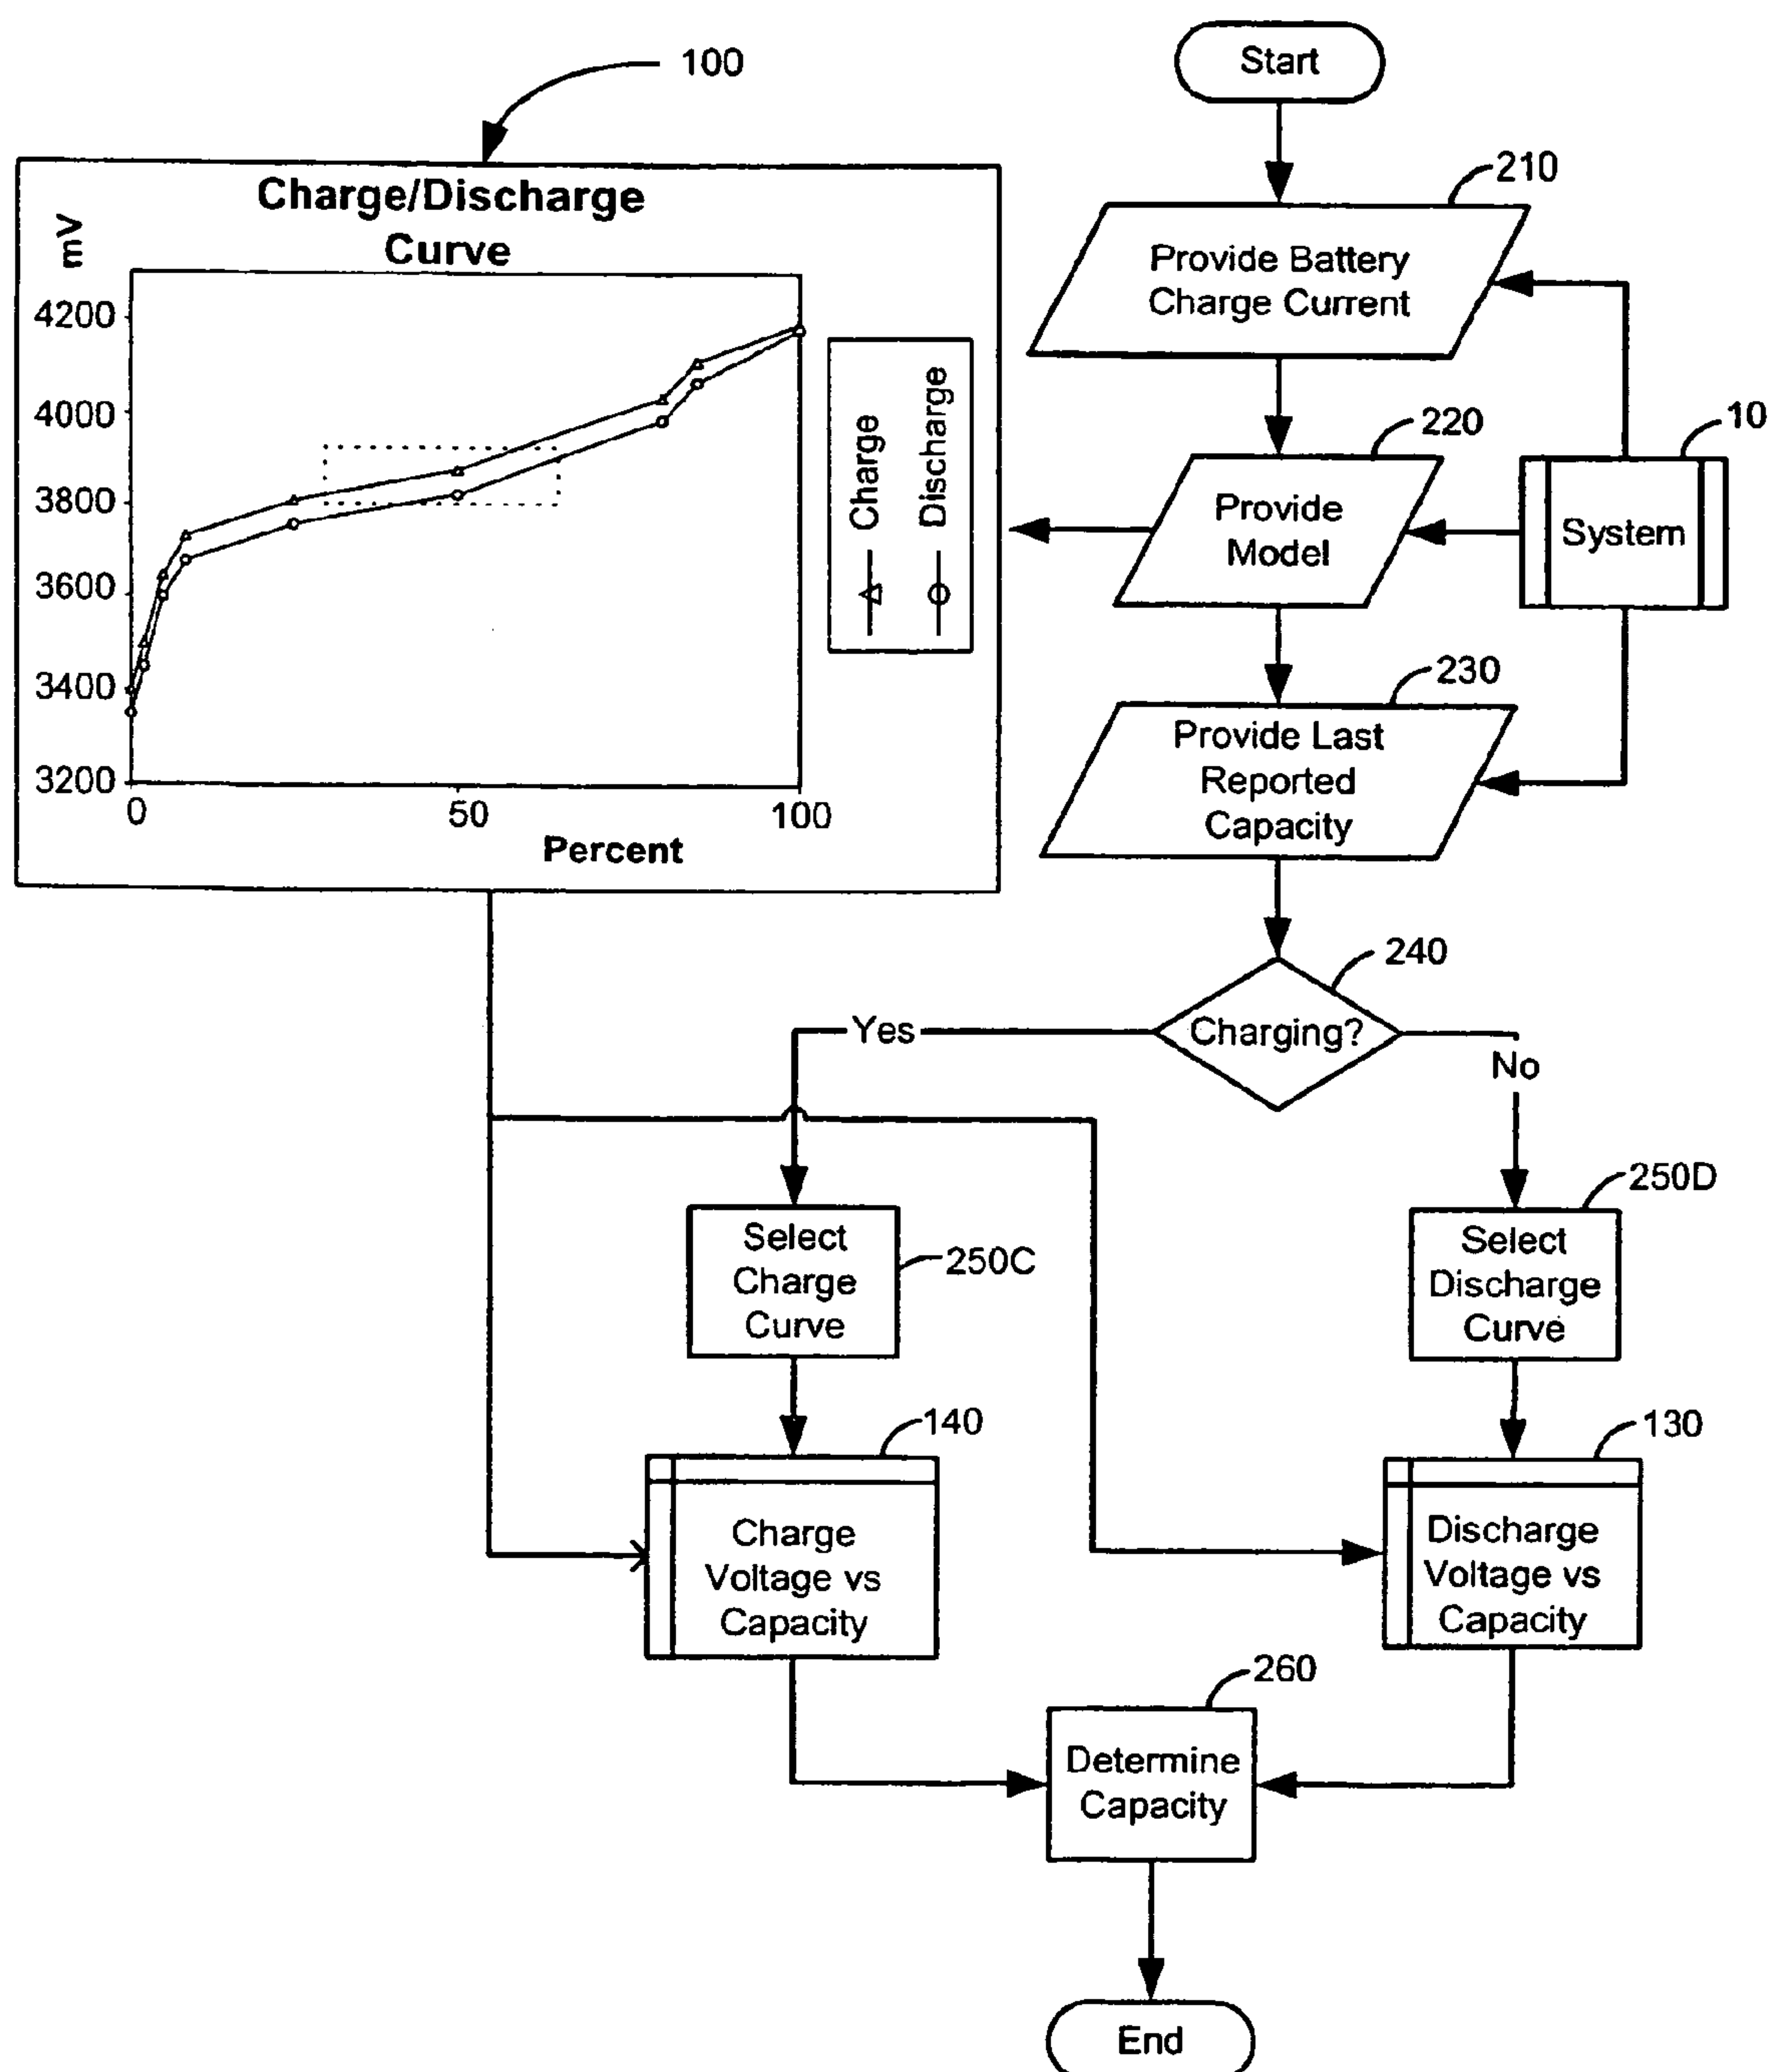 100
Charge/Discharge
Curve
mV
4200
4000
3800
3600
3400
3200
0
50
100
Percent
Charge
Discharge
Start
210
Provide Battery
Charge Current
220
Provide
Model
10
System
230
Provide Last
Reported
Capacity
240
Charging?
Yes
No
250C
Select
Charge
Curve
250D
Select
Discharge
Curve
140
Charge
Voltage vs
Capacity
130
Discharge
Voltage vs
Capacity
260
Determine
Capacity
End